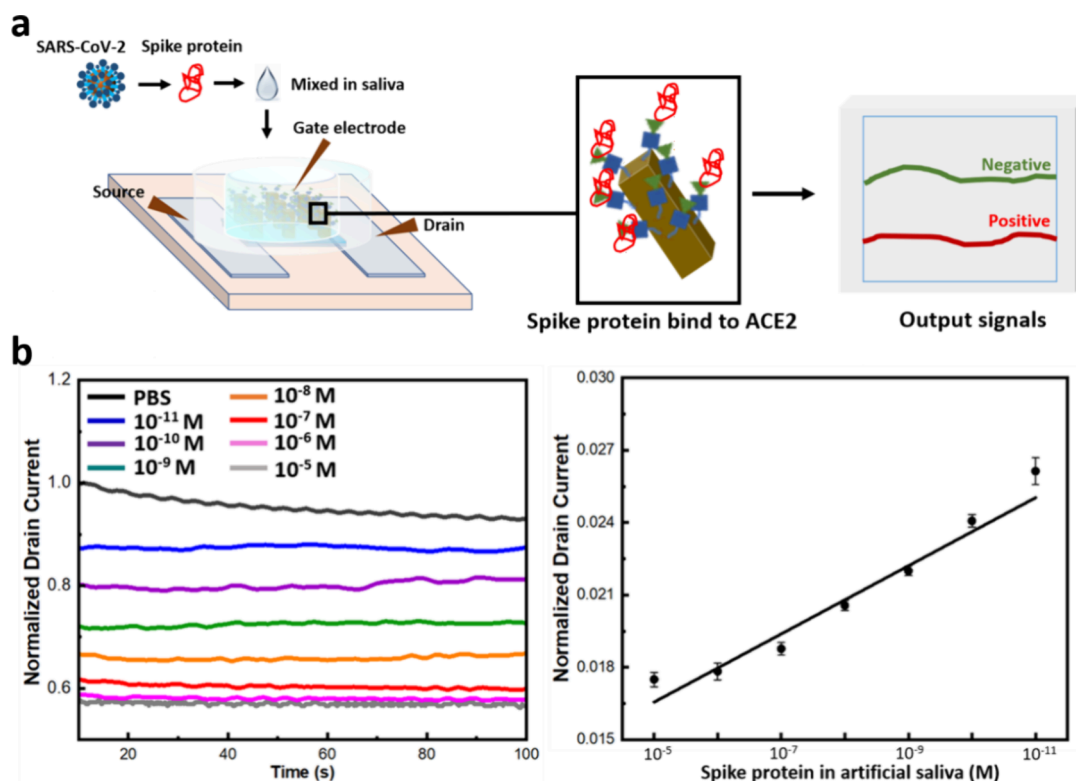 a
SARS-CoV-2
Spike protein
Mixed in saliva
Gate electrode
Source
Drain
Spike protein bind to ACE2
Negative
Positive
Output signals
b
Normalized Drain Current
1.2
1.0
0.8
0.6
PBS
10⁻¹¹ M
10⁻¹⁰ M
10⁻⁹ M
10⁻⁸ M
10⁻⁷ M
10⁻⁶ M
10⁻⁵ M
20 40 60 80 100
Time (s)
Normalized Drain Current
0.030
0.027
0.024
0.021
0.018
0.015
10⁻⁵ 10⁻⁷ 10⁻⁹ 10⁻¹¹
Spike protein in artificial saliva (M)